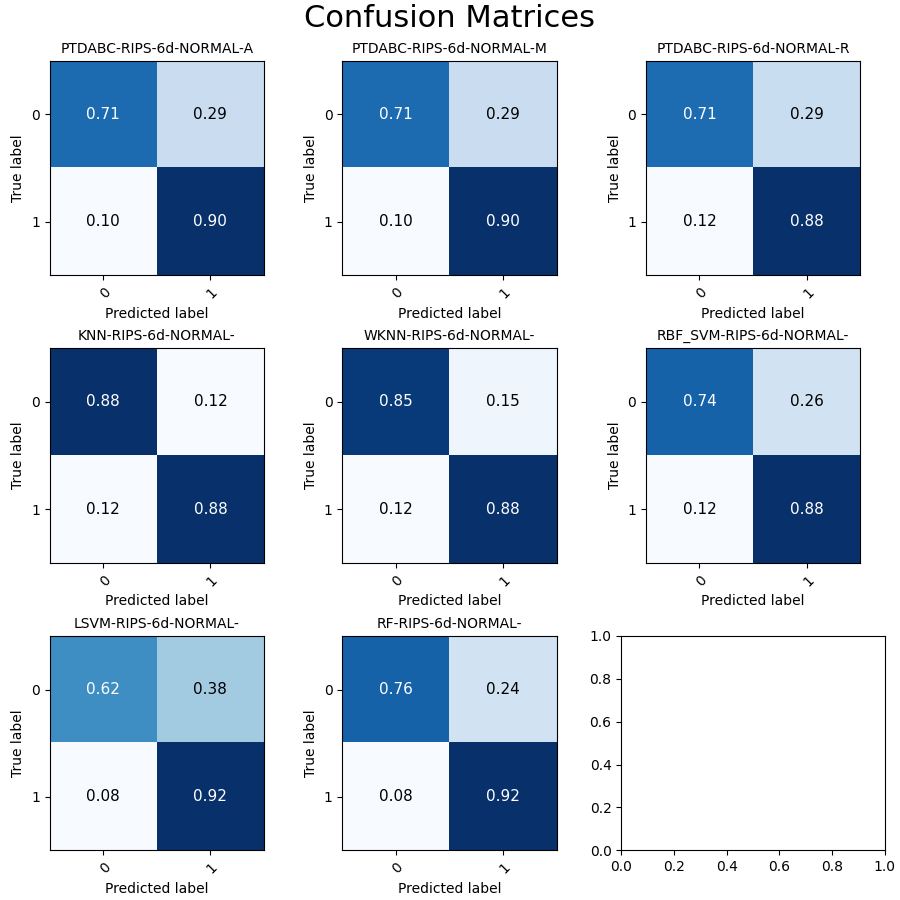 Confusion Matrices
PTDABC-RIPS-6d-NORMAL-A
0.71 0.29
0.10 0.90
0
1
True label
0 1
Predicted label
PTDABC-RIPS-6d-NORMAL-M
0.71 0.29
0.10 0.90
0
1
True label
0 1
Predicted label
PTDABC-RIPS-6d-NORMAL-R
0.71 0.29
0.12 0.88
0
1
True label
0 1
Predicted label
KNN-RIPS-6d-NORMAL-
0.88 0.12
0.12 0.88
0
1
True label
0 1
Predicted label
WKNN-RIPS-6d-NORMAL-
0.85 0.15
0.12 0.88
0
1
True label
0 1
Predicted label
RBF_SVM-RIPS-6d-NORMAL-
0.74 0.26
0.12 0.88
0
1
True label
0 1
Predicted label
LSVM-RIPS-6d-NORMAL-
0.62 0.38
0.08 0.92
0
1
True label
0 1
Predicted label
RF-RIPS-6d-NORMAL-
0.76 0.24
0.08 0.92
0
1
True label
0 1
Predicted label
1.0
0.8
0.6
0.4
0.2
0.0
0.0 0.2 0.4 0.6 0.8 1.0